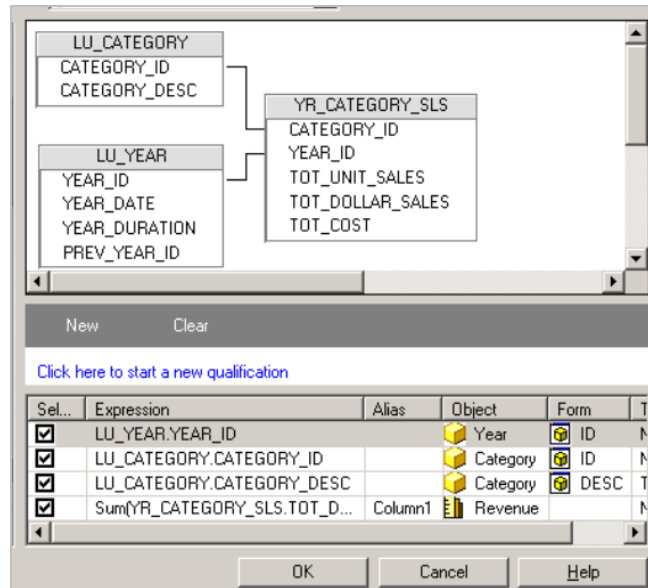 LU_CATEGORY
CATEGORY_ID
CATEGORY_DESC
YR_CATEGORY_SLS
CATEGORY_ID
YEAR_ID
TOT_UNIT_SALES
TOT_DOLLAR_SALES
TOT_COST
LU_YEAR
YEAR_ID
YEAR_DATE
YEAR_DURATION
PREV_YEAR_ID
New Clear
Click here to start a new qualification
Sel... Expression Alias Object Form T
LU_YEAR.YEAR_ID Year ID N
LU_CATEGORY.CATEGORY_ID Category ID N
LU_CATEGORY.CATEGORY_DESC Category DESC T
Sum(YR_CATEGORY_SLS.TOT_D... Column1 Revenue N
OK Cancel Help